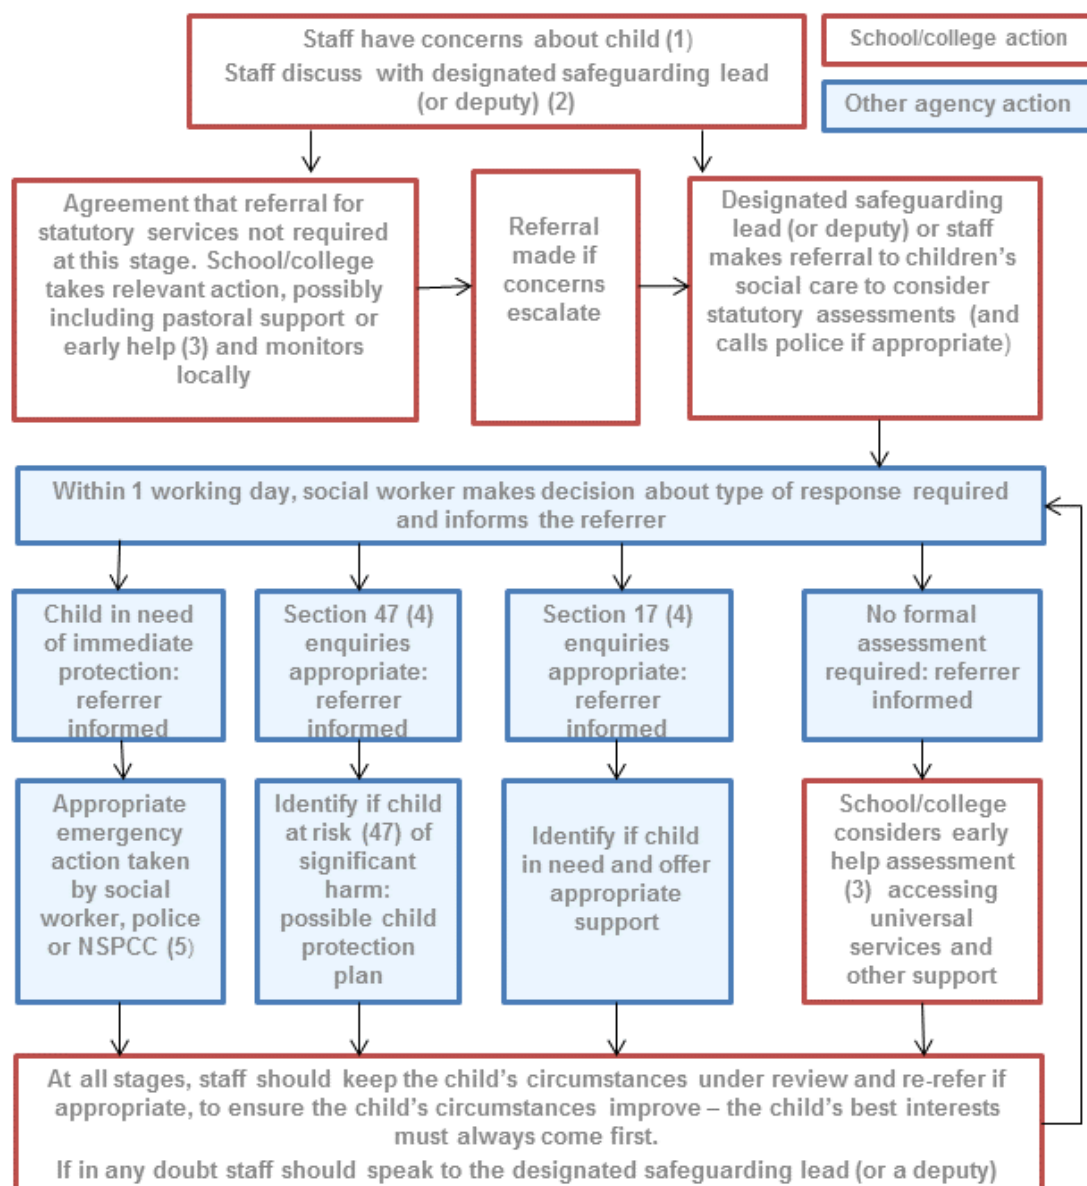 Staff have concerns about child (1)
Staff discuss with designated safeguarding lead
(or deputy) (2)
School/college action
Other agency action
Agreement that referral for
statutory services not required
at this stage. School/college
takes relevant action, possibly
including pastoral support or
early help (3) and monitors
locally
Referral
made if
concerns
escalate
Designated safeguarding
lead (or deputy) or staff
makes referral to children's
social care to consider
statutory assessments (and
calls police if appropriate)
Within 1 working day, social worker makes decision about type of response required
and informs the referrer
Child in need
of immediate
protection:
referrer
informed
Section 47 (4)
enquiries
appropriate:
referrer
informed
Section 17 (4)
enquiries
appropriate:
referrer
informed
No formal
assessment
required: referrer
informed
Appropriate
emergency
action taken
by social
worker, police
or NSPCC (5)
Identify if child
at risk (47) of
significant
harm:
possible child
protection
plan
Identify if child
in need and offer
appropriate
support
School/college
considers early
help assessment
(3) accessing
universal
services and
other support
At all stages, staff should keep the child's circumstances under review and re-refer if
appropriate, to ensure the child's circumstances improve – the child's best interests
must always come first.
If in any doubt staff should speak to the designated safeguarding lead (or a deputy)